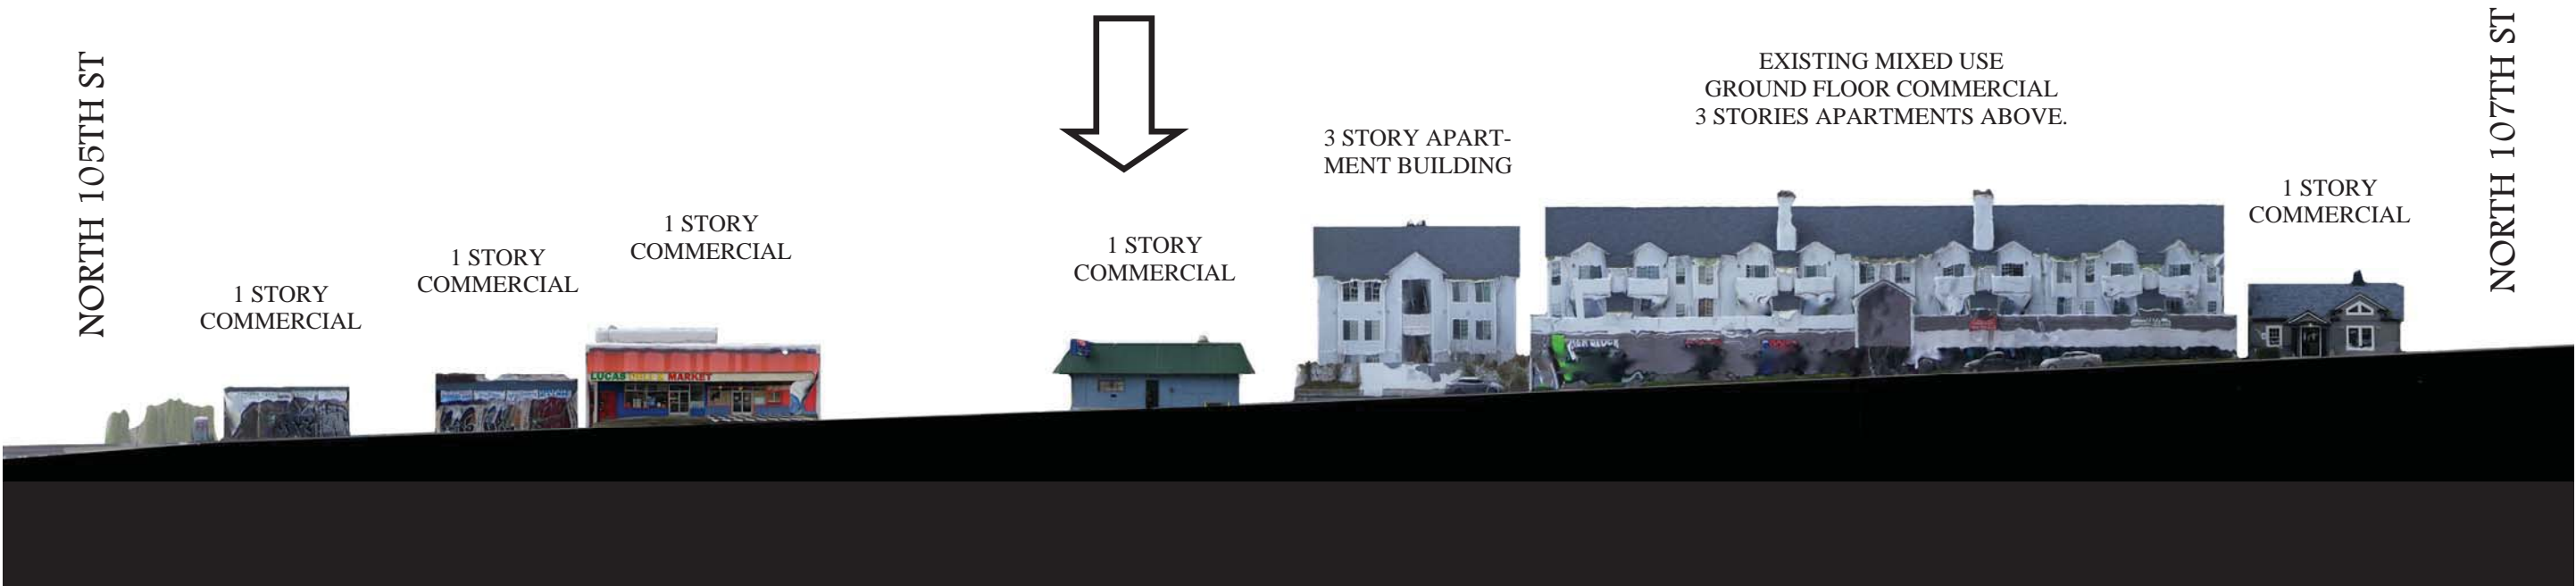 NORTH 105TH ST
1 STORY
COMMERCIAL
1 STORY
COMMERCIAL
1 STORY
COMMERCIAL
LUCAS
MARKET
1 STORY
COMMERCIAL
3 STORY APART-
MENT BUILDING
EXISTING MIXED USE
GROUND FLOOR COMMERCIAL
3 STORIES APARTMENTS ABOVE.
1 STORY
COMMERCIAL
NORTH 107TH ST